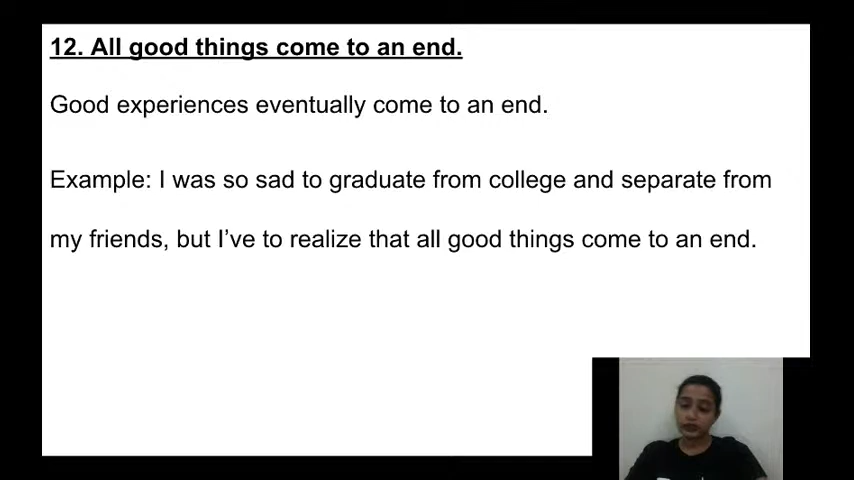 12. All good things come to an end.
Good experiences eventually come to an end.
Example: I was so sad to graduate from college and separate from
my friends, but I’ve to realize that all good things come to an end.